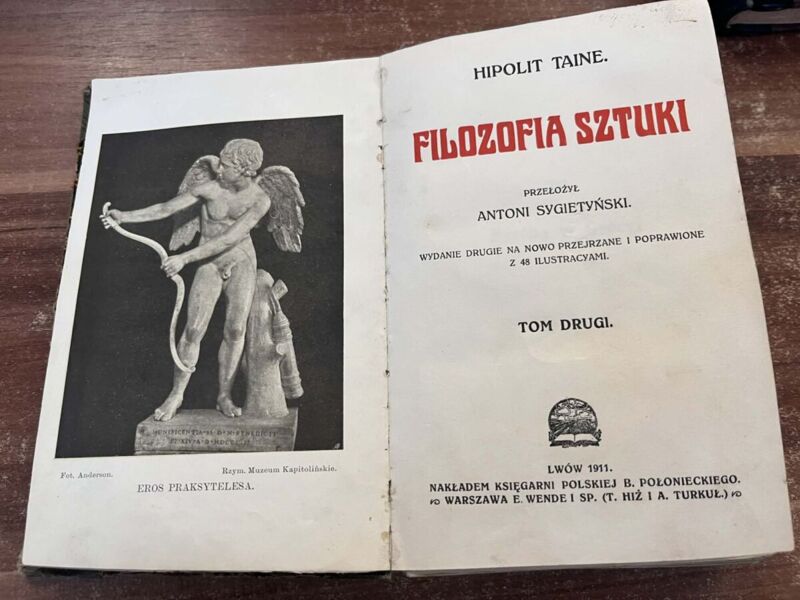 MUNIFICENTIA
Fot. Anderson.
Rzym. Muzeum Kapitolińskie.
EROS PRAKSYTELESA.
HIPOLIT TAINE.
FILOZOFIA SZTUKI
PRZEŁOŻYŁ
ANTONI SYGIETYŃSKI.
WYDANIE DRUGIE NA NOWO PRZEJRZANE I POPRAWIONE
Z 48 ILUSTRACYAMI.
TOM DRUGI.
LWÓW 1911.
NAKŁADEM KSIĘGARNI POLSKIEJ B. POŁONIECKIEGO.
WARSZAWA E. WENDE I SP. (T. HIŻ I A. TURKUŁ.)